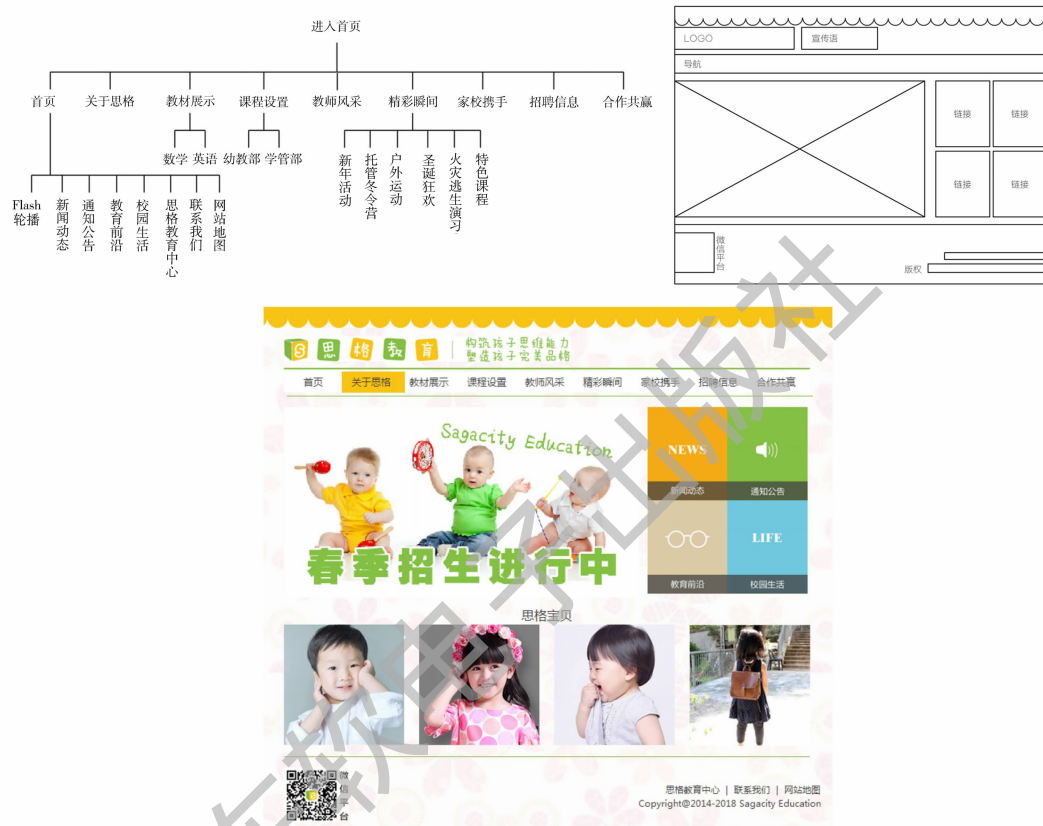 进入首页
首页 关于思格 教材展示 课程设置 教师风采 精彩瞬间 家校携手 招聘信息 合作共赢
数学 英语 幼教部 学管部
新年活动
托管冬令营
户外运动
圣诞狂欢
火灾逃生演习
特色课程
Flash轮播
新闻动态
通知公告
教育前沿
校园生活
思格教育中心
联系我们
网站地图
LOGO
宣传语
导航
链接 链接
链接 链接
微信平台
版权
思格教育
构筑孩子思维能力
塑造孩子完美品格
首页 关于思格 教材展示 课程设置 教师风采 精彩瞬间 家校携手 招聘信息 合作共赢
Sagacity Education
春季招生进行中
NEWS
新闻动态 通知公告
LIFE
教育前沿 校园生活
思格宝贝
微信平台
思格教育中心 | 联系我们 | 网站地图
Copyright@2014-2018 Sagacity Education
软电子出版社